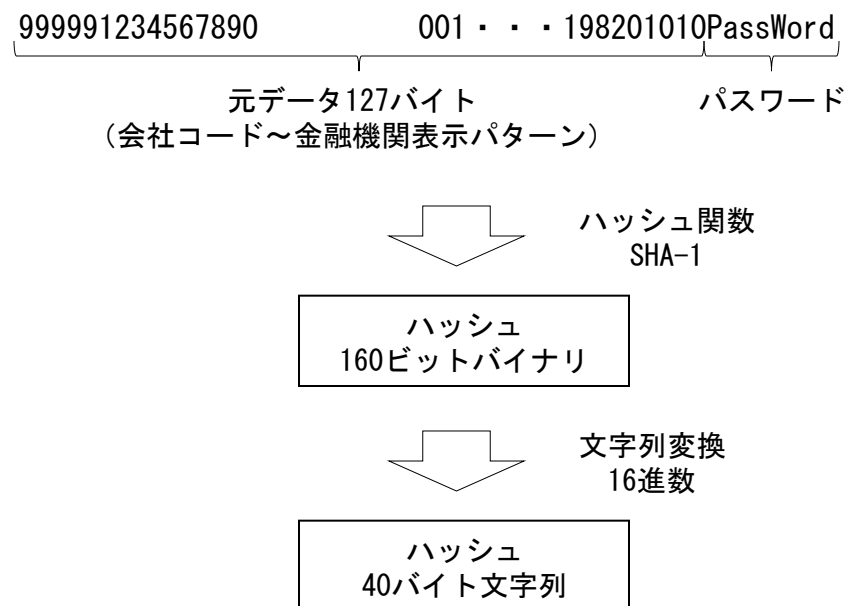 999991234567890 001・・・198201010PassWord
元データ127バイト
（会社コード～金融機関表示パターン）
パスワード
ハッシュ関数
SHA-1
ハッシュ
160ビットバイナリ
文字列変換
16進数
ハッシュ
40バイト文字列